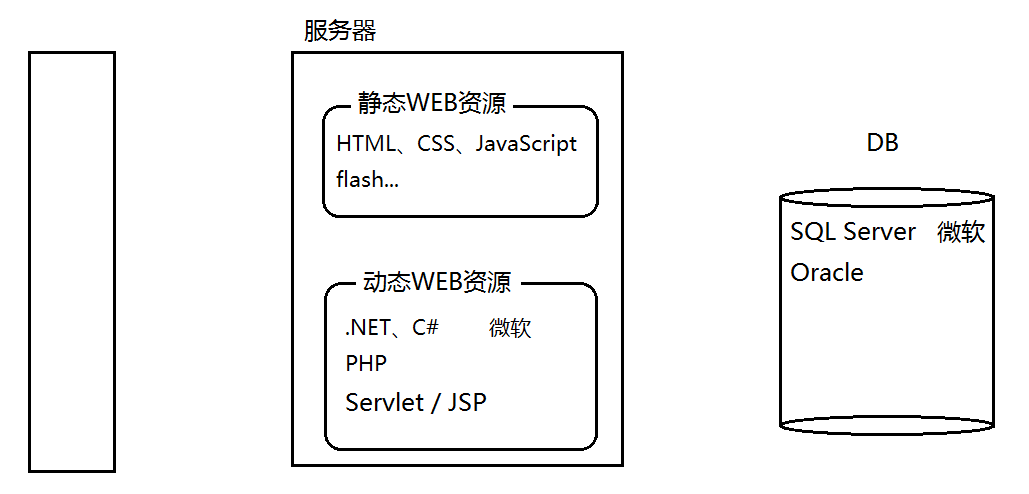 服务器
静态WEB资源
HTML、CSS、JavaScript
flash...
动态WEB资源
.NET、C# 微软
PHP
Servlet / JSP
DB
SQL Server 微软
Oracle